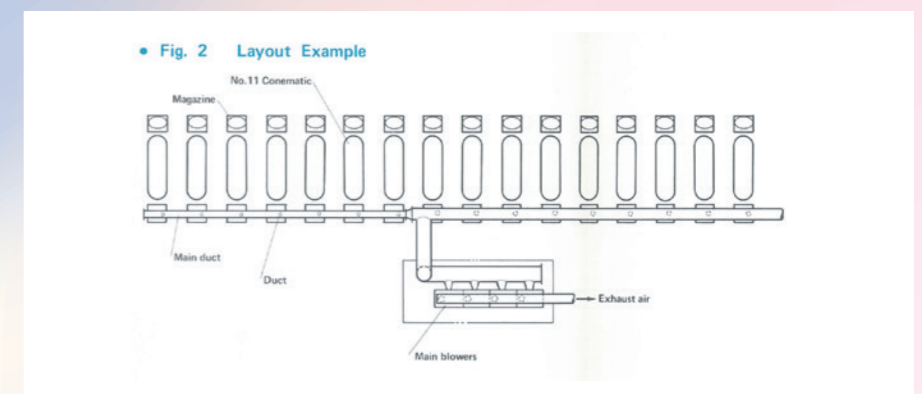 • Fig. 2 Layout Example
No.11 Conematic
Magazine
Main duct
Duct
Exhaust air
Main blowers